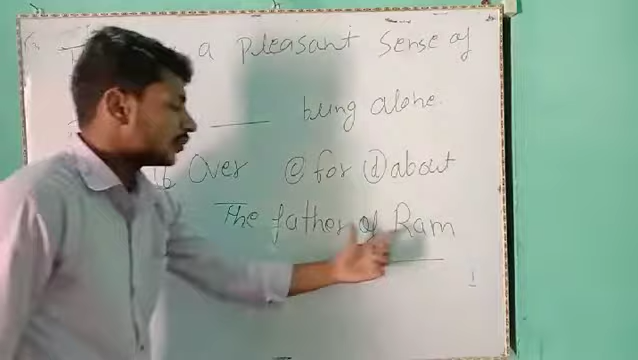 a pleasant sense of
being alone.
b Over ⓒ for ⓓ about
The father of Ram